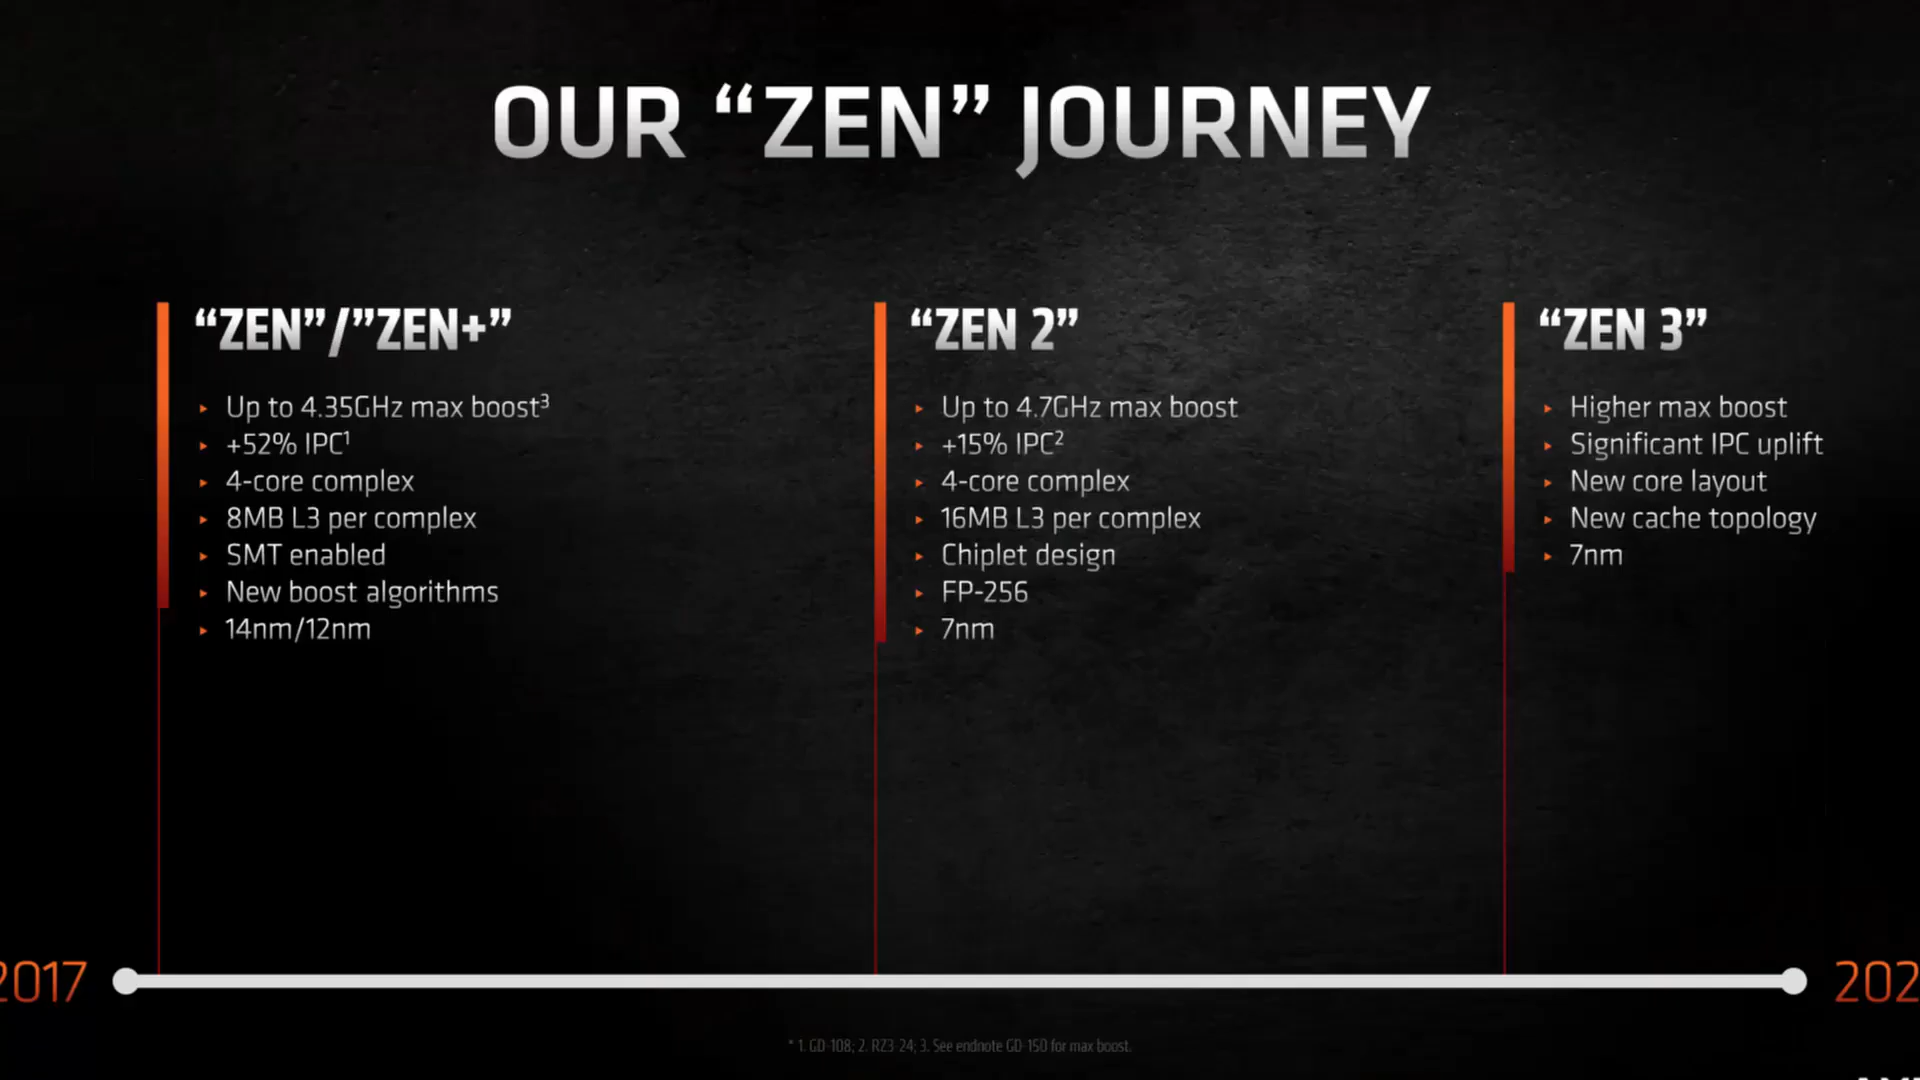 OUR “ZEN” JOURNEY
“ZEN”/”ZEN+”
▸ Up to 4.35GHz max boost³
▸ +52% IPC¹
▸ 4-core complex
▸ 8MB L3 per complex
▸ SMT enabled
▸ New boost algorithms
▸ 14nm/12nm
“ZEN 2”
▸ Up to 4.7GHz max boost
▸ +15% IPC²
▸ 4-core complex
▸ 16MB L3 per complex
▸ Chiplet design
▸ FP-256
▸ 7nm
“ZEN 3”
▸ Higher max boost
▸ Significant IPC uplift
▸ New core layout
▸ New cache topology
▸ 7nm
2017
202
* 1. GD-108; 2. RZ3-24; 3. See endnote GD-150 for max boost.